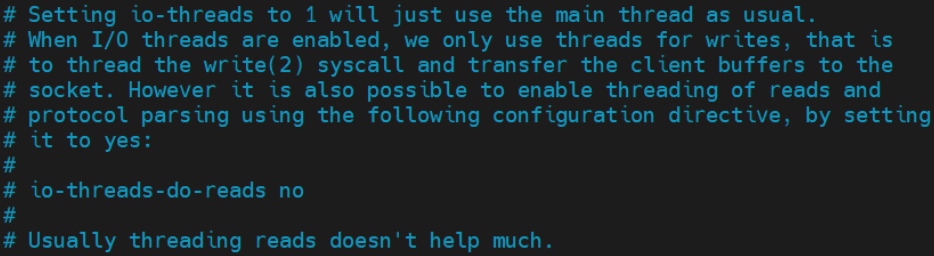 # Setting io-threads to 1 will just use the main thread as usual.
# When I/O threads are enabled, we only use threads for writes, that is
# to thread the write(2) syscall and transfer the client buffers to the
# socket. However it is also possible to enable threading of reads and
# protocol parsing using the following configuration directive, by setting
# it to yes:
#
# io-threads-do-reads no
#
# Usually threading reads doesn't help much.